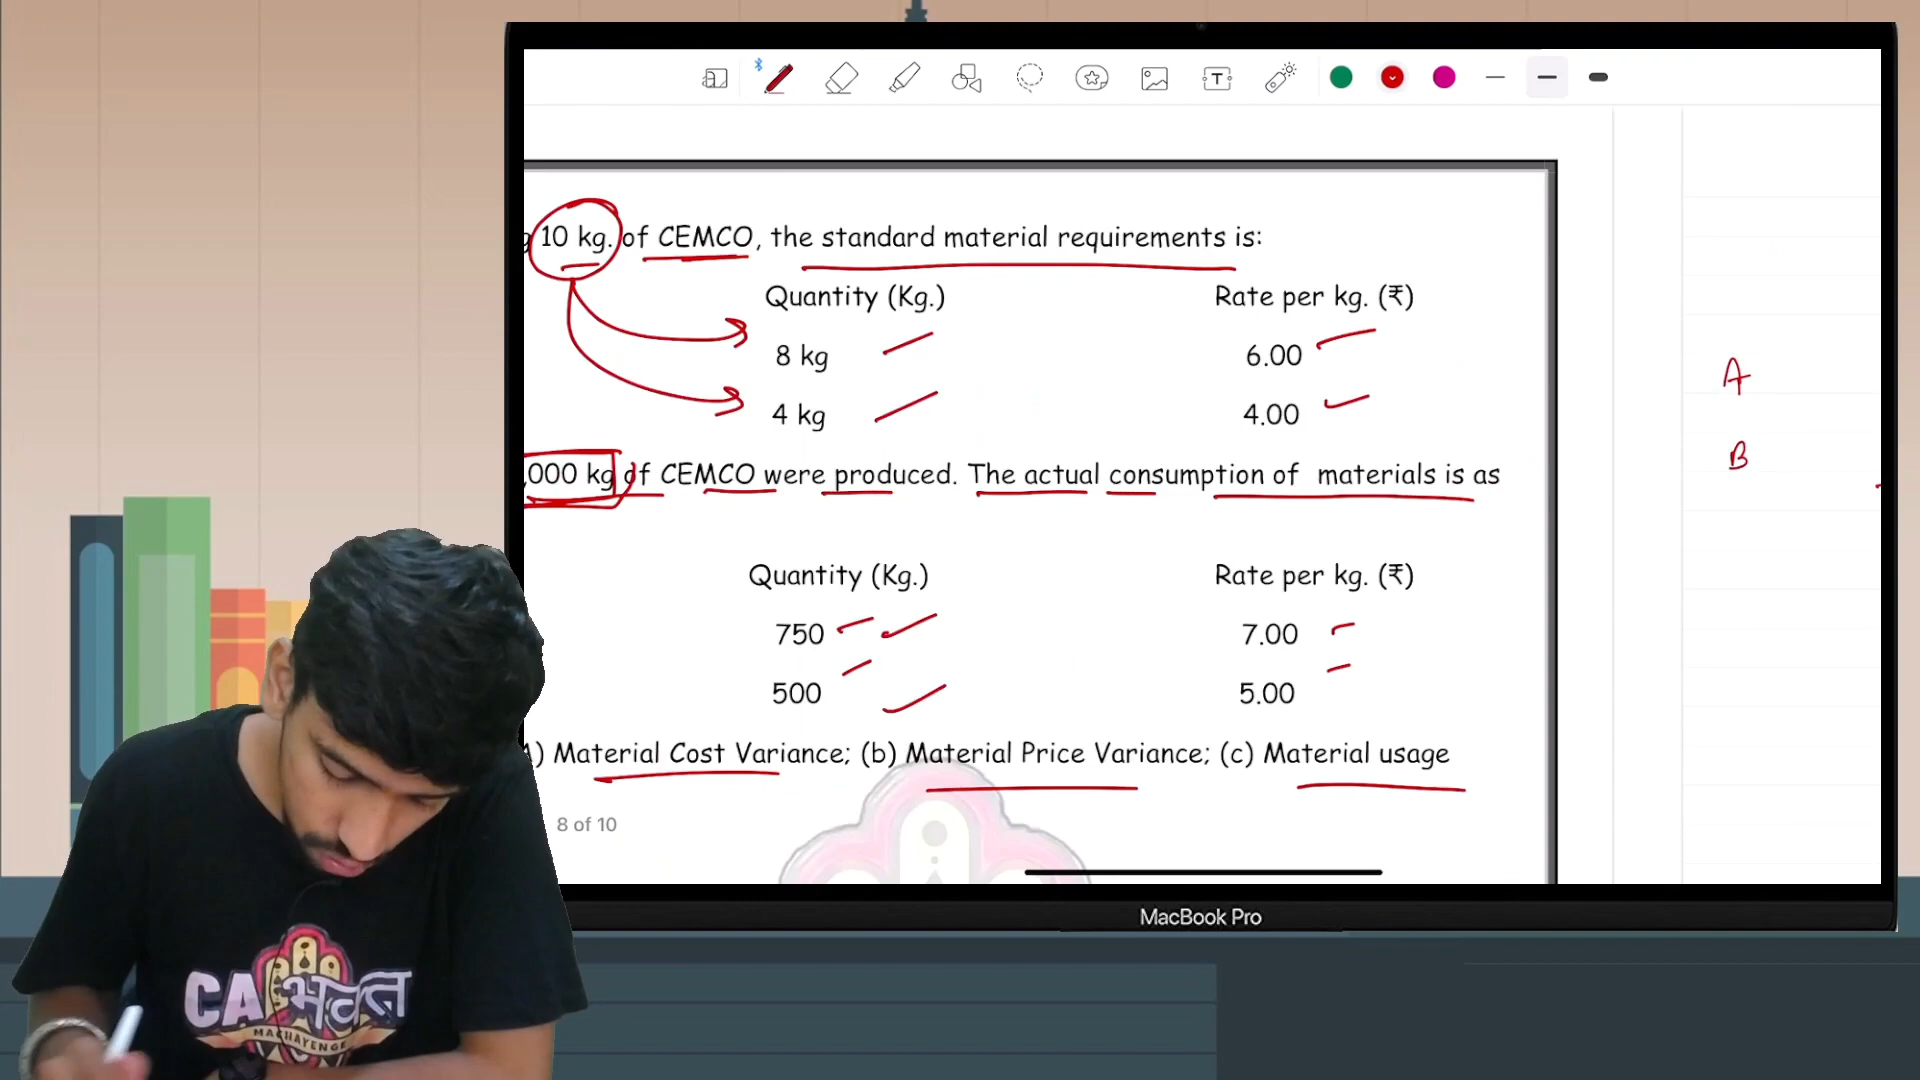 10 kg. of CEMCO, the standard material requirements is:
Quantity (Kg.) Rate per kg. (₹)
8 kg 6.00
4 kg 4.00
A
B
,000 kg of CEMCO were produced. The actual consumption of materials is as
Quantity (Kg.) Rate per kg. (₹)
750 7.00
500 5.00
) Material Cost Variance; (b) Material Price Variance; (c) Material usage
8 of 10
MacBook Pro
CA भक्त
MACHAYENGE